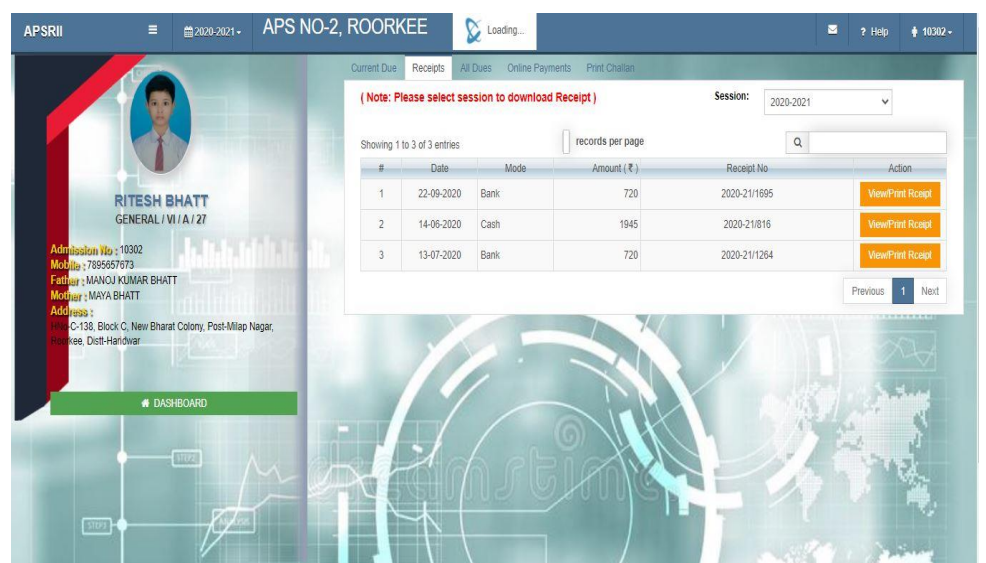 APSRII 2020-2021 APS NO-2, ROORKEE Loading... ? Help 10302
Current Due Receipts All Dues Online Payments Print Challan
( Note: Please select session to download Receipt ) Session: 2020-2021
Showing 1 to 3 of 3 entries records per page
# Date Mode Amount ( ₹ ) Receipt No Action
1 22-09-2020 Bank 720 2020-21/1695 View/Print Rceipt
2 14-06-2020 Cash 1945 2020-21/816 View/Print Rceipt
3 13-07-2020 Bank 720 2020-21/1264 View/Print Rceipt
Previous 1 Next
RITESH BHATT
GENERAL / VI / A / 27
Admission No : 10302
Mobile : 7895657673
Father : MANOJ KUMAR BHATT
Mother : MAYA BHATT
Address :
HNo-C-138, Block C, New Bharat Colony, Post-Milap Nagar,
Roorkee, Distt-Haridwar
DASHBOARD
STEP2
STEP3
ANALYSIS
dreamstime